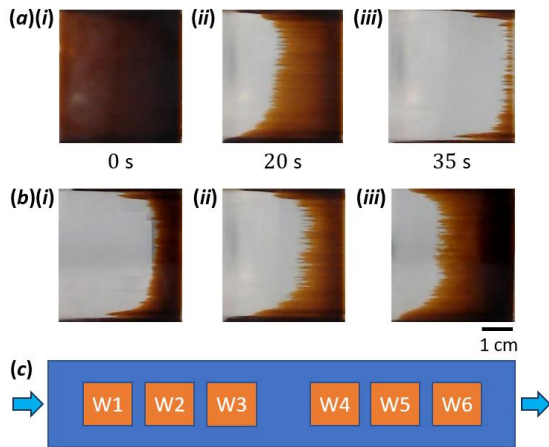 (a)(i) (ii) (iii)
0 s 20 s 35 s
(b)(i) (ii) (iii)
1 cm
(c)
W1 W2 W3 W4 W5 W6